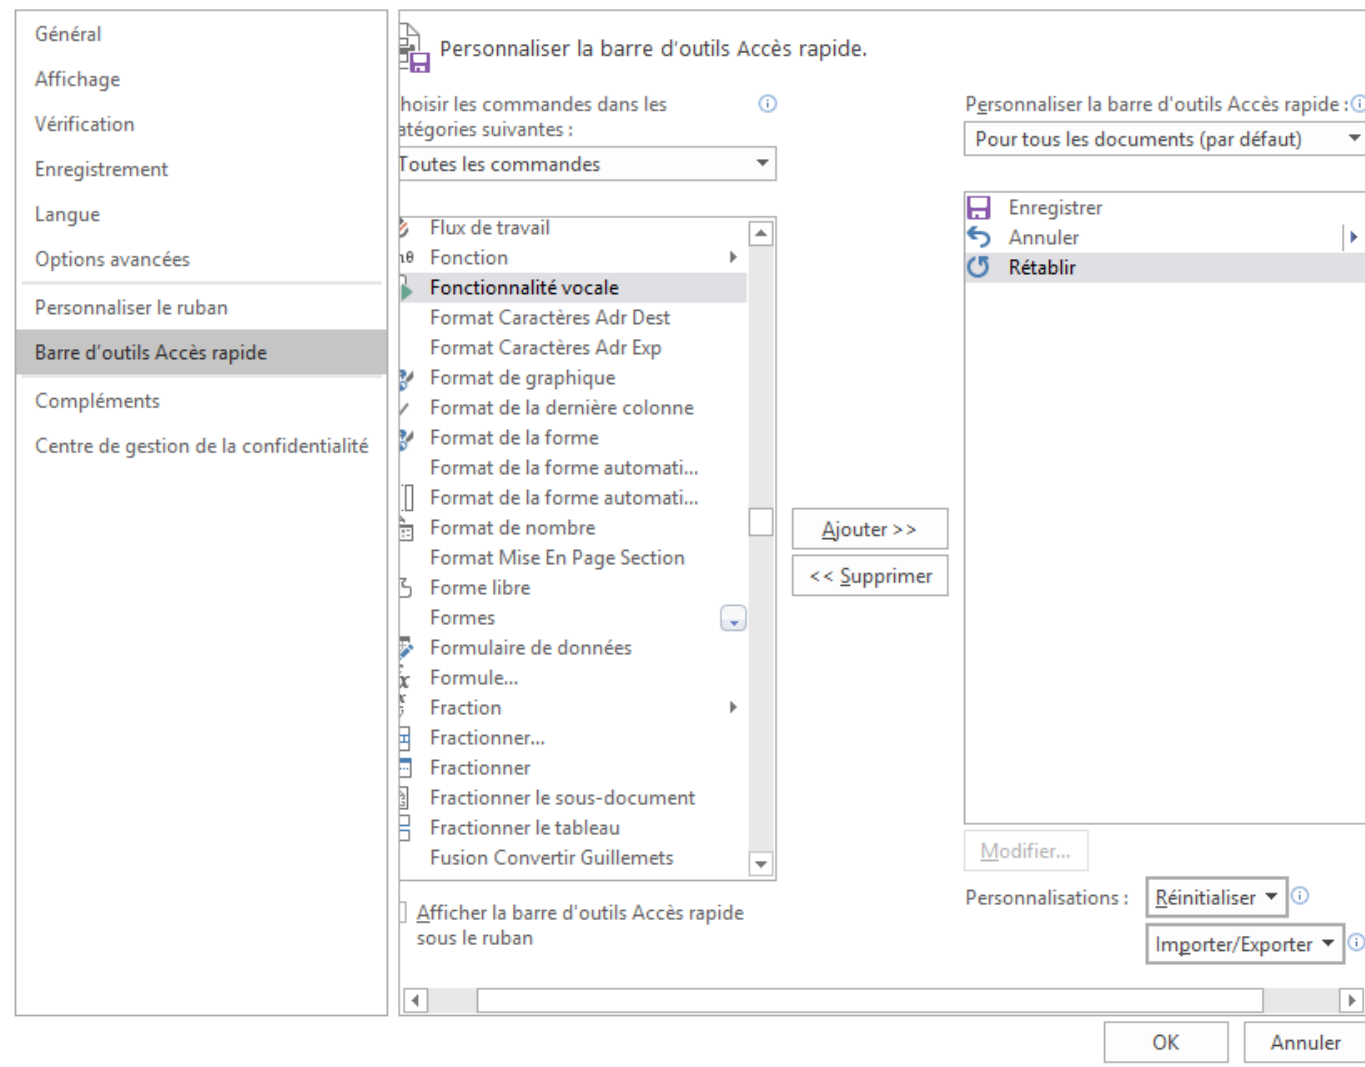 Général
Affichage
Vérification
Enregistrement
Langue
Options avancées
Personnaliser le ruban
Barre d'outils Accès rapide
Compléments
Centre de gestion de la confidentialité
Personnaliser la barre d'outils Accès rapide.
hoisir les commandes dans les
atégories suivantes :
Toutes les commandes
Flux de travail
Fonction
Fonctionnalité vocale
Format Caractères Adr Dest
Format Caractères Adr Exp
Format de graphique
Format de la dernière colonne
Format de la forme
Format de la forme automati...
Format de la forme automati...
Format de nombre
Format Mise En Page Section
Forme libre
Formes
Formulaire de données
Formule...
Fraction
Fractionner...
Fractionner
Fractionner le sous-document
Fractionner le tableau
Fusion Convertir Guillemets
Afficher la barre d'outils Accès rapide
sous le ruban
Ajouter >>
<< Supprimer
Personnaliser la barre d'outils Accès rapide :
Pour tous les documents (par défaut)
Enregistrer
Annuler
Rétablir
Modifier...
Personnalisations :
Réinitialiser
Importer/Exporter
OK
Annuler